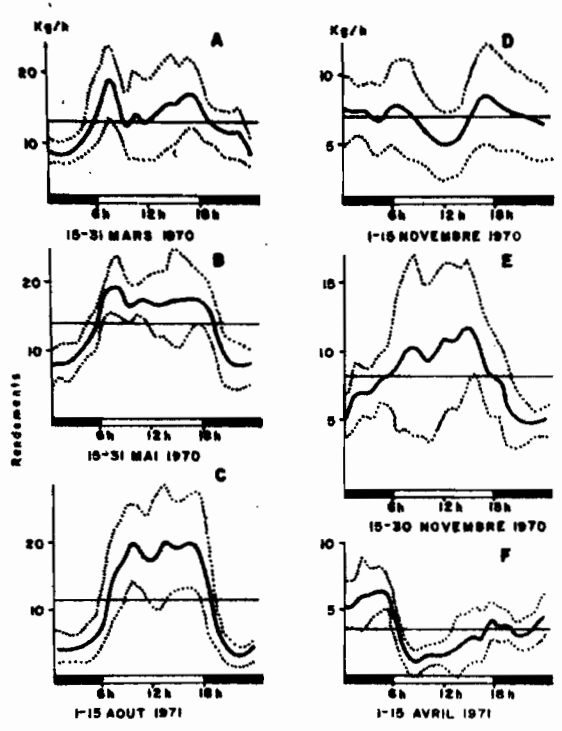 Kg/h
A
20
10
6h 12h 18h
15-31 MARS 1970
B
20
10
6h 12h 18h
15-31 MAI 1970
Rendements
C
20
10
6h 12h 18h
1-15 AOUT 1971
Kg/h
D
10
5
6h 12h 18h
1-15 NOVEMBRE 1970
E
15
10
5
6h 12h 18h
15-30 NOVEMBRE 1970
F
10
5
6h 12h 18h
1-15 AVRIL 1971